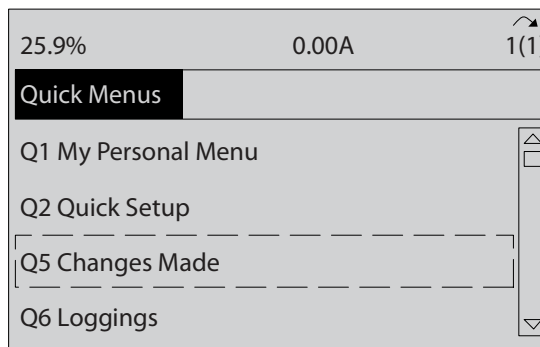 25.9% 0.00A 1(1
Quick Menus
Q1 My Personal Menu
Q2 Quick Setup
Q5 Changes Made
Q6 Loggings